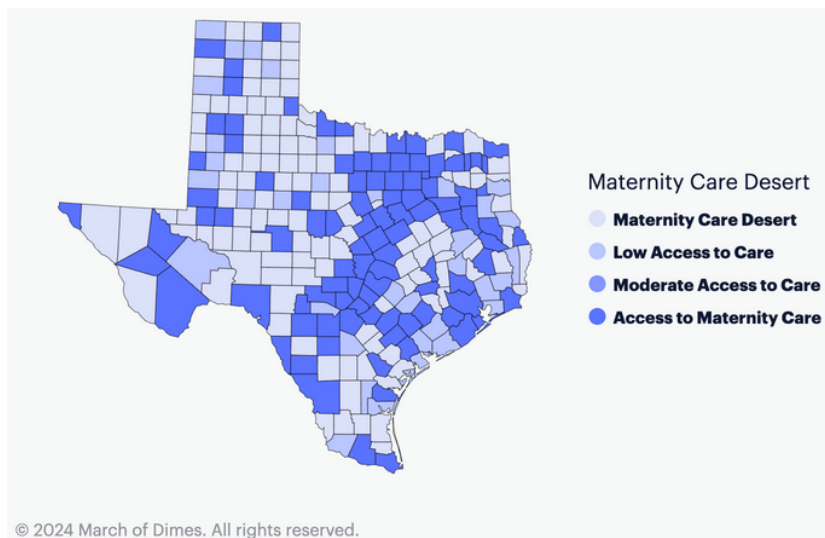 Maternity Care Desert
Maternity Care Desert
Low Access to Care
Moderate Access to Care
Access to Maternity Care
© 2024 March of Dimes. All rights reserved.